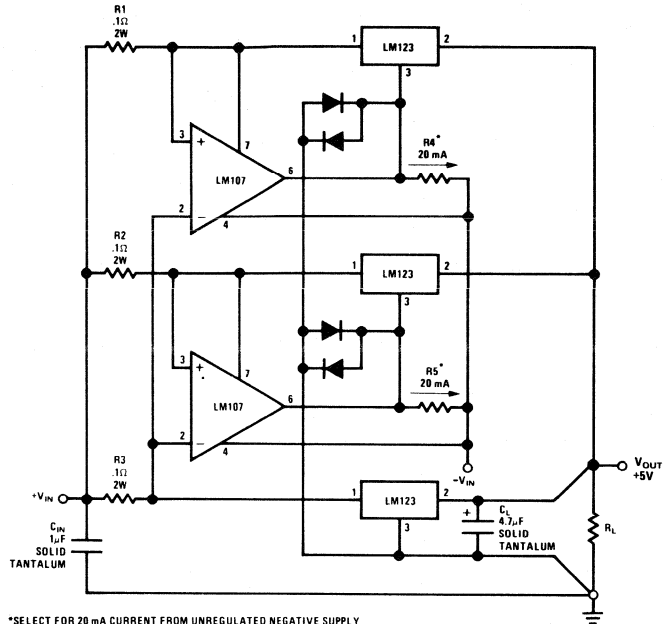 R1
.1Ω
2W
1
LM123
2
3
3
+
7
LM107
6
2
−
4
R4*
20 mA
R2
.1Ω
2W
1
LM123
2
3
3
+
7
LM107
6
2
−
4
R5*
20 mA
R3
.1Ω
2W
+VIN
−VIN
1
LM123
2
3
CIN
1μF
SOLID
TANTALUM
+
CL
4.7μF
SOLID
TANTALUM
VOUT
+5V
RL
*SELECT FOR 20 mA CURRENT FROM UNREGULATED NEGATIVE SUPPLY